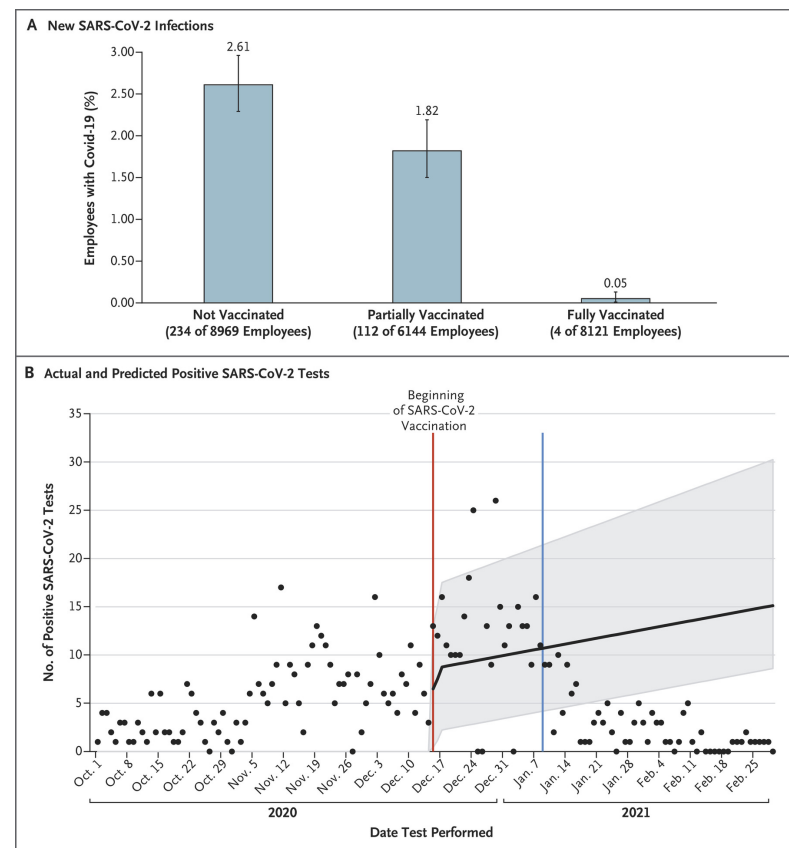 A New SARS-CoV-2 Infections
Employees with Covid-19 (%)
3.00
2.50
2.00
1.50
1.00
0.50
0.00
2.61
1.82
0.05
Not Vaccinated
(234 of 8969 Employees)
Partially Vaccinated
(112 of 6144 Employees)
Fully Vaccinated
(4 of 8121 Employees)
B Actual and Predicted Positive SARS-CoV-2 Tests
Beginning
of SARS-CoV-2
Vaccination
No. of Positive SARS-CoV-2 Tests
35
30
25
20
15
10
5
0
Oct. 1
Oct. 8
Oct. 15
Oct. 22
Oct. 29
Nov. 5
Nov. 12
Nov. 19
Nov. 26
Dec. 3
Dec. 10
Dec. 17
Dec. 24
Dec. 31
Jan. 7
Jan. 14
Jan. 21
Jan. 28
Feb. 4
Feb. 11
Feb. 18
Feb. 25
2020
2021
Date Test Performed